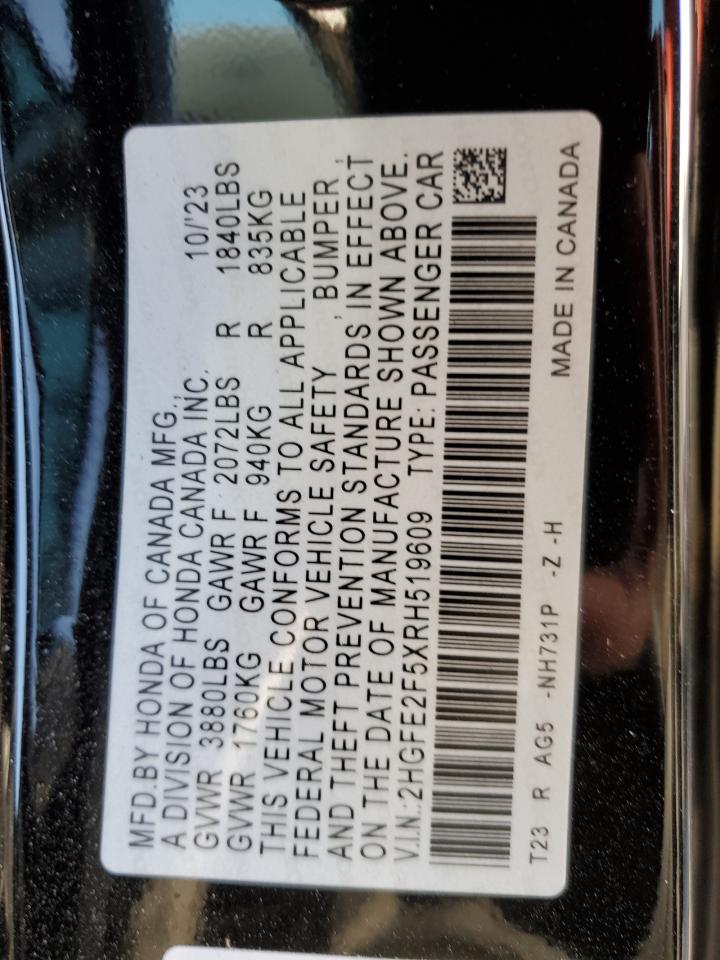 MFD.BY HONDA OF CANADA MFG.,
A DIVISION OF HONDA CANADA INC. 10/'23
GVWR 3880LBS GAWR F 2072LBS R 1840LBS
GVWR 1760KG GAWR F 940KG R 835KG
THIS VEHICLE CONFORMS TO ALL APPLICABLE
FEDERAL MOTOR VEHICLE SAFETY , BUMPER ,
AND THEFT PREVENTION STANDARDS IN EFFECT
ON THE DATE OF MANUFACTURE SHOWN ABOVE.
V.I.N.:2HGFE2F5XRH519609 TYPE: PASSENGER CAR
T23 R AG5 -NH731P -Z -H MADE IN CANADA